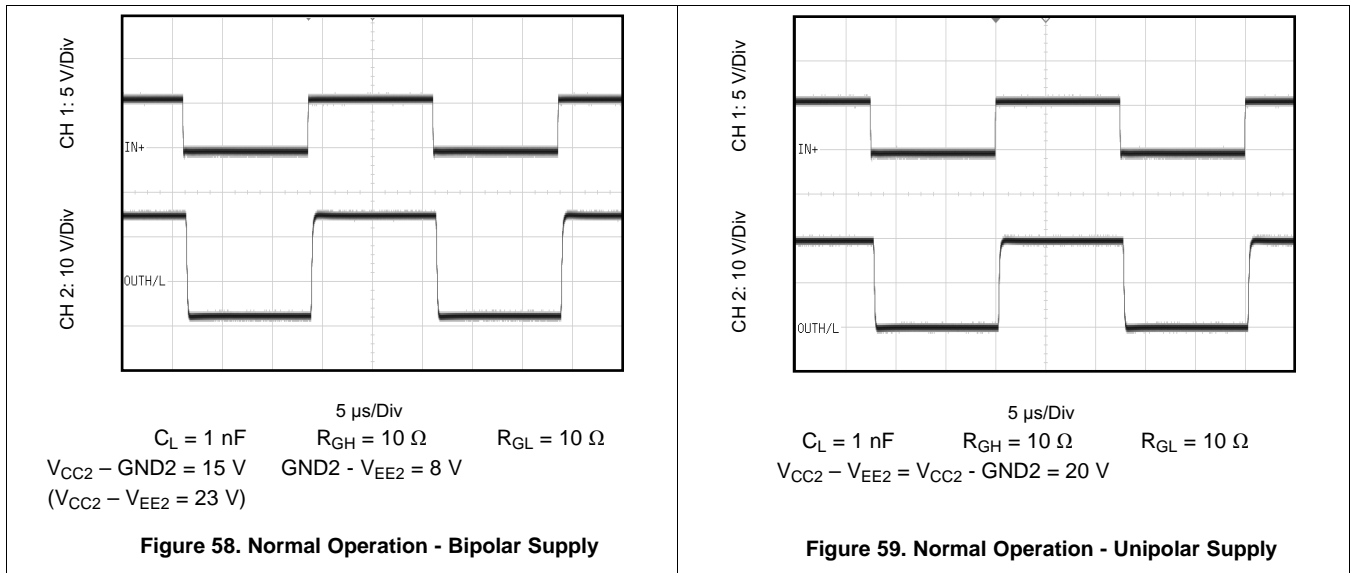 CH 1: 5 V/Div
CH 2: 10 V/Div
IN+
OUTH/L
5 µs/Div
C_L = 1 nF R_GH = 10 Ω R_GL = 10 Ω
V_CC2 – GND2 = 15 V GND2 - V_EE2 = 8 V
(V_CC2 – V_EE2 = 23 V)
Figure 58. Normal Operation - Bipolar Supply
CH 1: 5 V/Div
CH 2: 10 V/Div
IN+
OUTH/L
5 µs/Div
C_L = 1 nF R_GH = 10 Ω R_GL = 10 Ω
V_CC2 – V_EE2 = V_CC2 - GND2 = 20 V
Figure 59. Normal Operation - Unipolar Supply